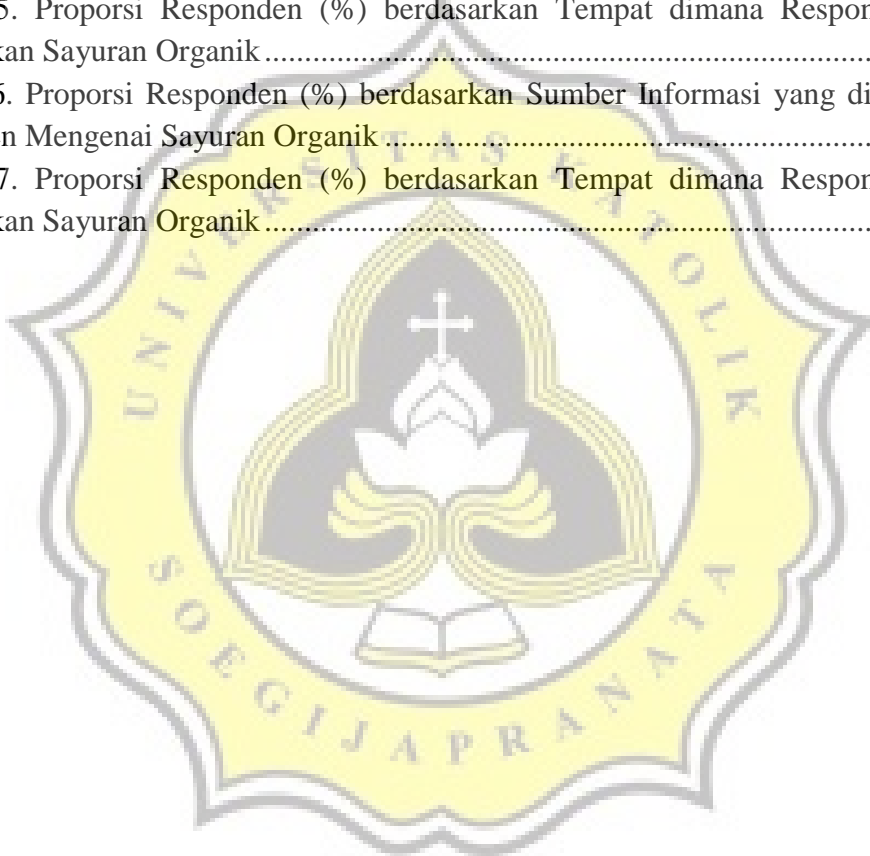 5. Proporsi Responden (%) berdasarkan Tempat dimana Respon
kan Sayuran Organik ........................................................................................
6. Proporsi Responden (%) berdasarkan Sumber Informasi yang di
n Mengenai Sayuran Organik ......................................................................
7. Proporsi Responden (%) berdasarkan Tempat dimana Respon
kan Sayuran Organik ........................................................................................
UNIVERSITAS KATOLIK
SOEGIJAPRANATA